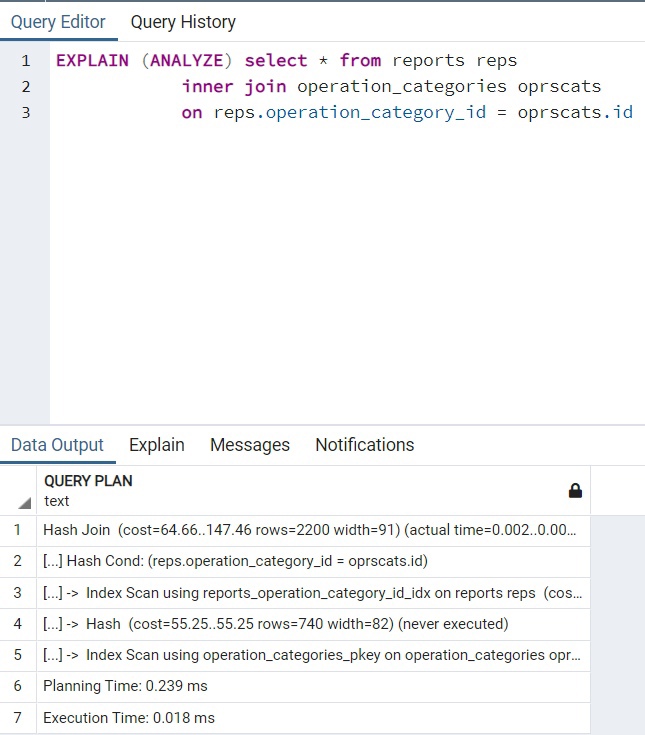 Query Editor Query History
1 EXPLAIN (ANALYZE) select * from reports reps
2 inner join operation_categories oprscats
3 on reps.operation_category_id = oprscats.id
Data Output Explain Messages Notifications
QUERY PLAN
text
1 Hash Join (cost=64.66..147.46 rows=2200 width=91) (actual time=0.002..0.00...
2 [...] Hash Cond: (reps.operation_category_id = oprscats.id)
3 [...] -> Index Scan using reports_operation_category_id_idx on reports reps (cos...
4 [...] -> Hash (cost=55.25..55.25 rows=740 width=82) (never executed)
5 [...] -> Index Scan using operation_categories_pkey on operation_categories opr...
6 Planning Time: 0.239 ms
7 Execution Time: 0.018 ms